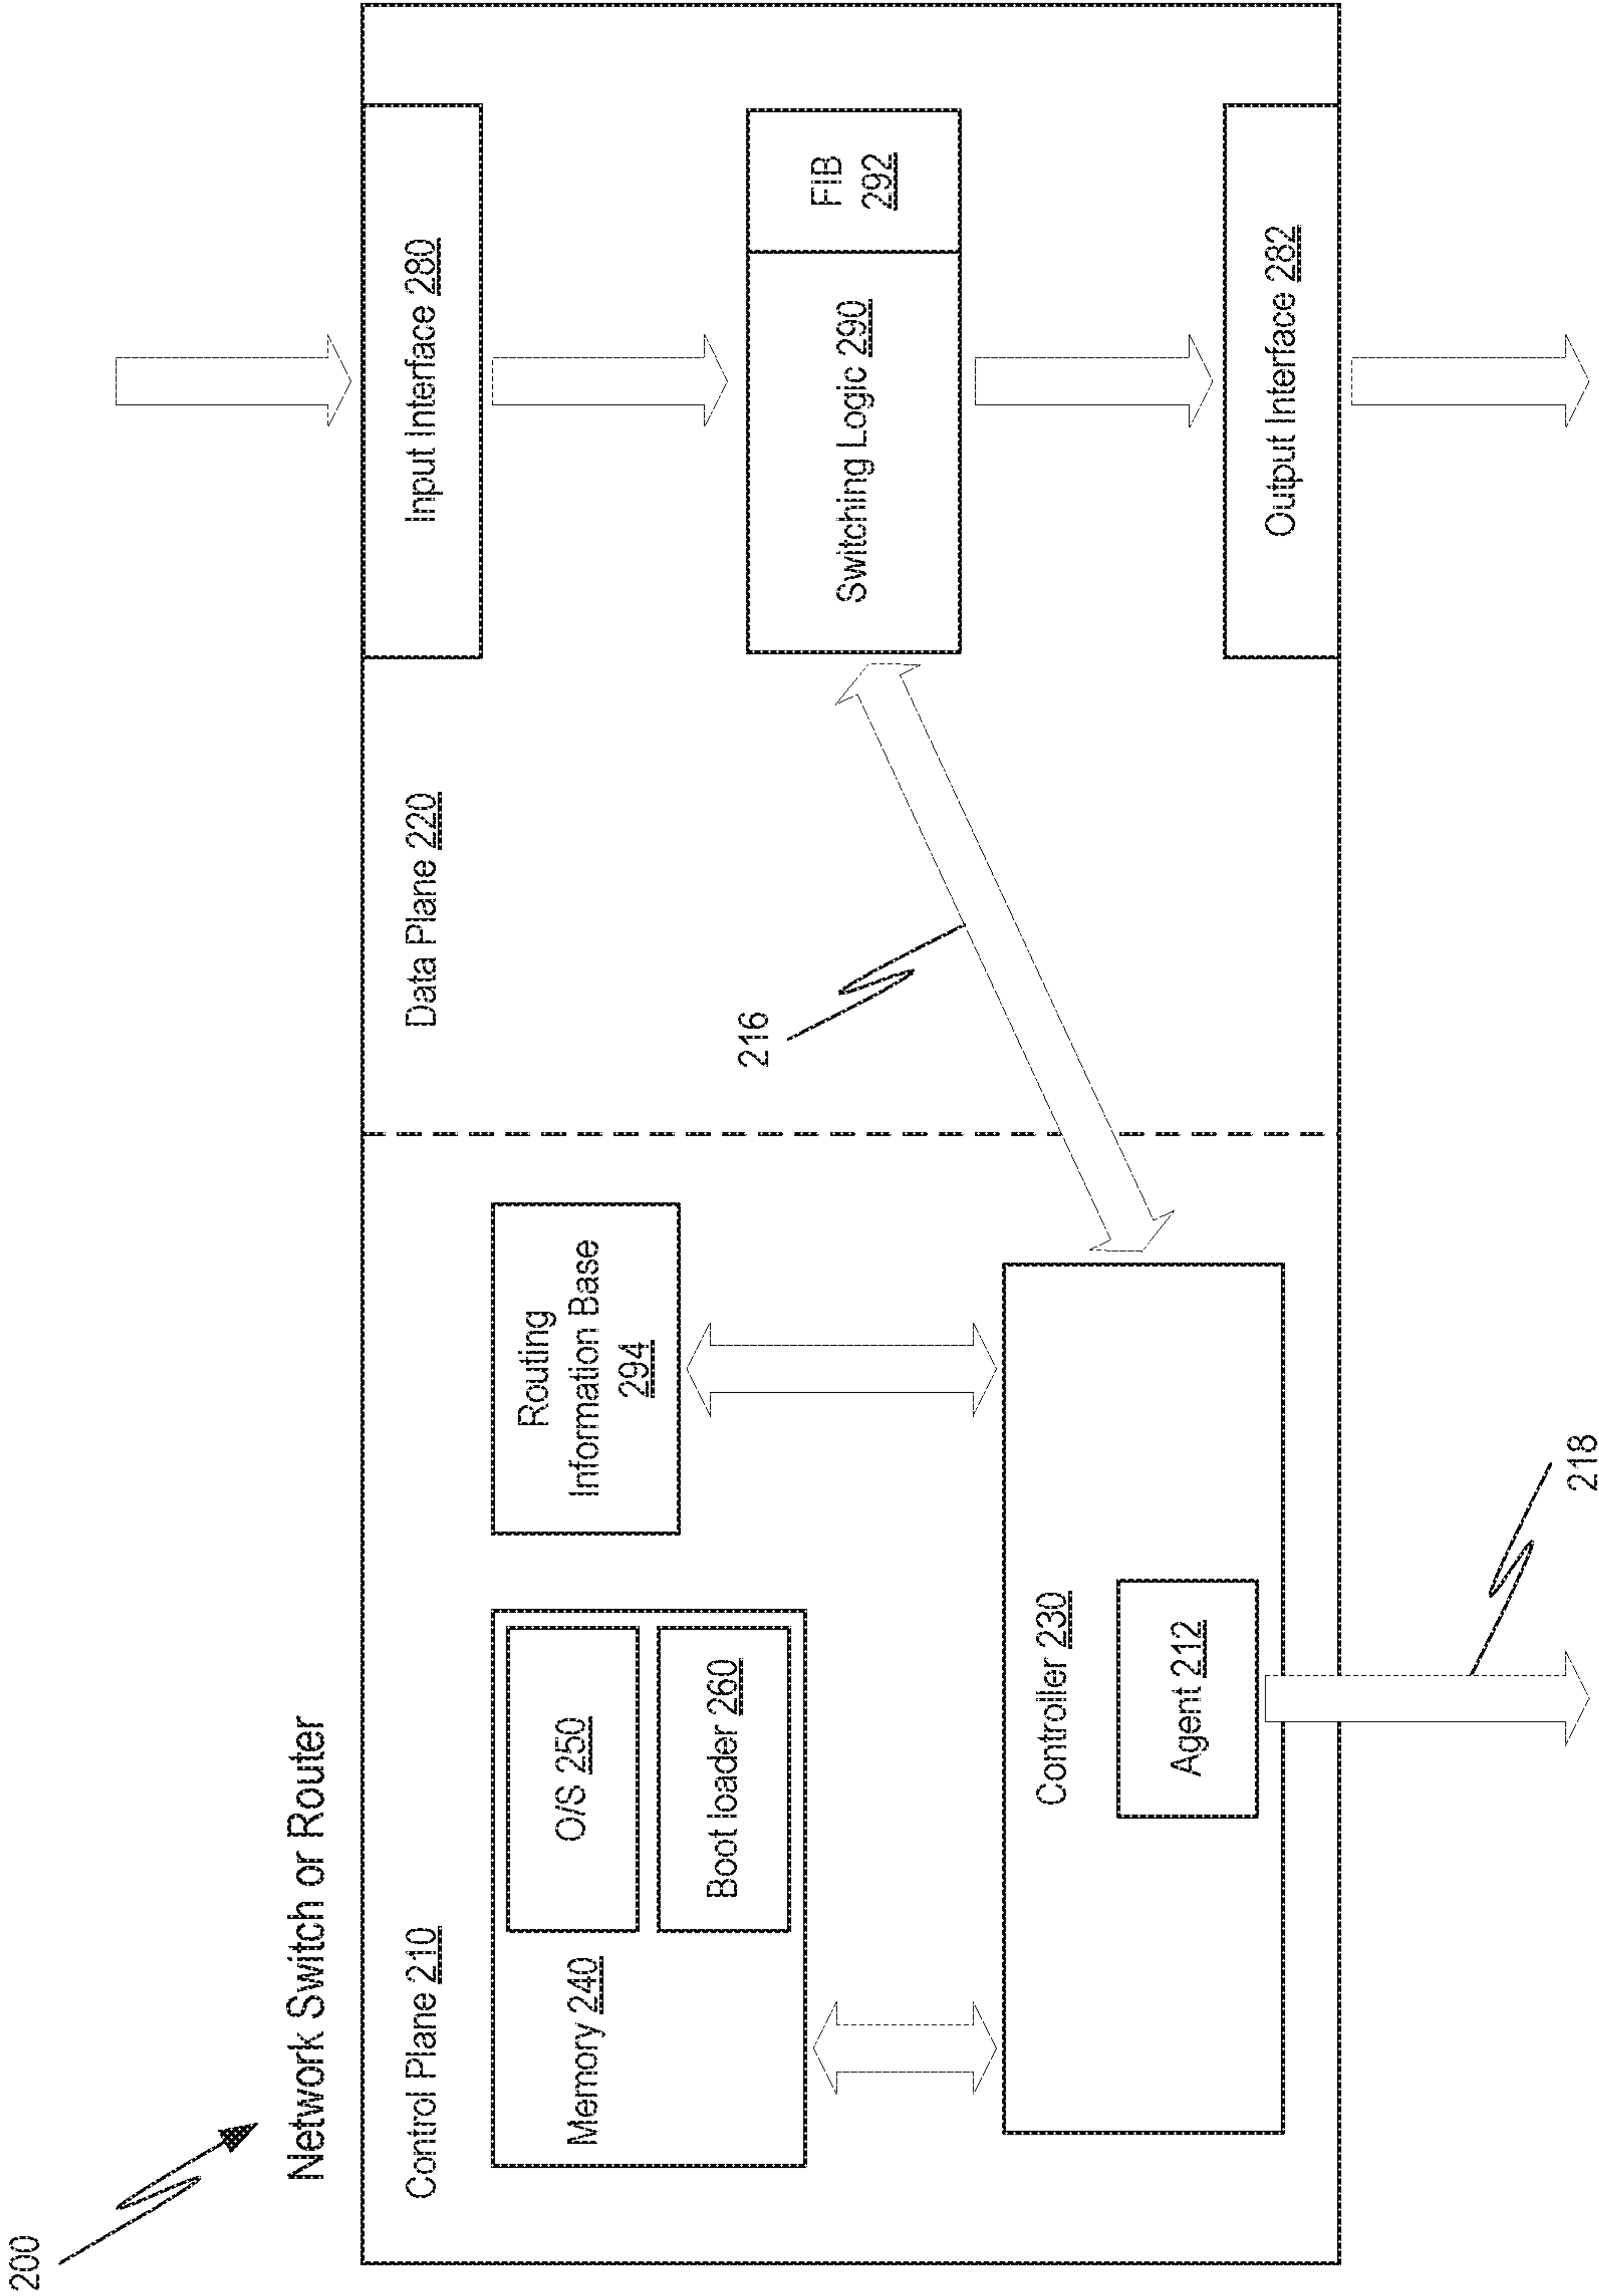 200
Network Switch or Router
Control Plane 210
Memory 240
O/S 250
Boot loader 260
Routing
Information Base
294
Controller 230
Agent 212
218
Data Plane 220
216
Input Interface 280
Switching Logic 290
FIB
292
Output Interface 282